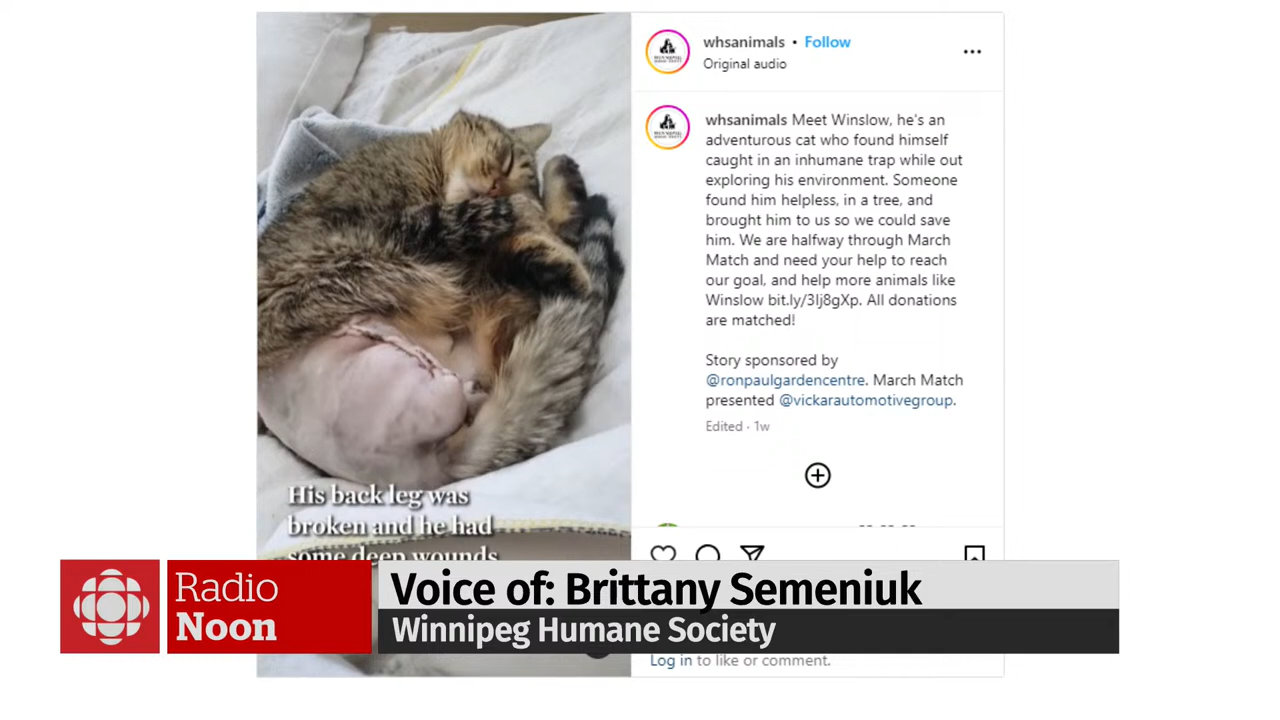 whsanimals • Follow
Original audio
whsanimals Meet Winslow, he's an
adventurous cat who found himself
caught in an inhumane trap while out
exploring his environment. Someone
found him helpless, in a tree, and
brought him to us so we could save
him. We are halfway through March
Match and need your help to reach
our goal, and help more animals like
Winslow bit.ly/3lj8gXp. All donations
are matched!
Story sponsored by
@ronpaulgardencentre. March Match
presented @vickarautomotivegroup.
Edited · 1w
His back leg was
broken and he had
some deep wounds
Radio
Noon
Voice of: Brittany Semeniuk
Winnipeg Humane Society
Log in to like or comment.